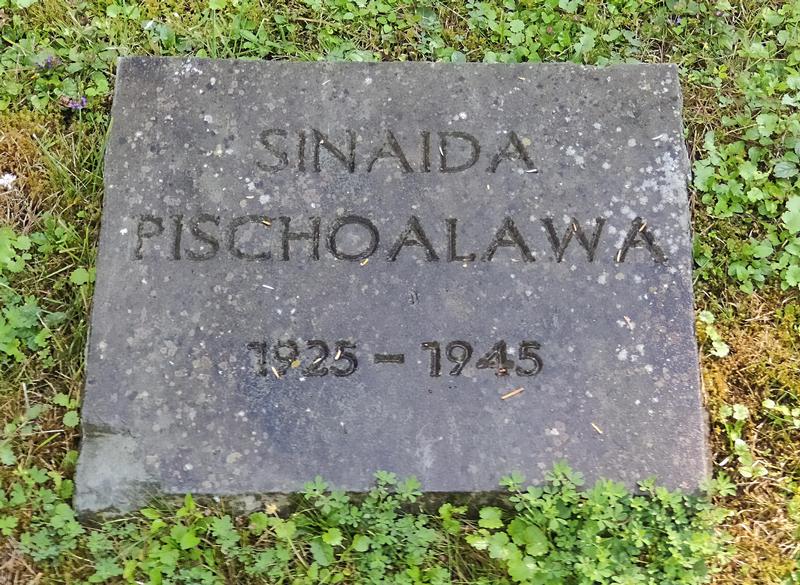 SINAIDA
PISCHOALAWA
1925 – 1945